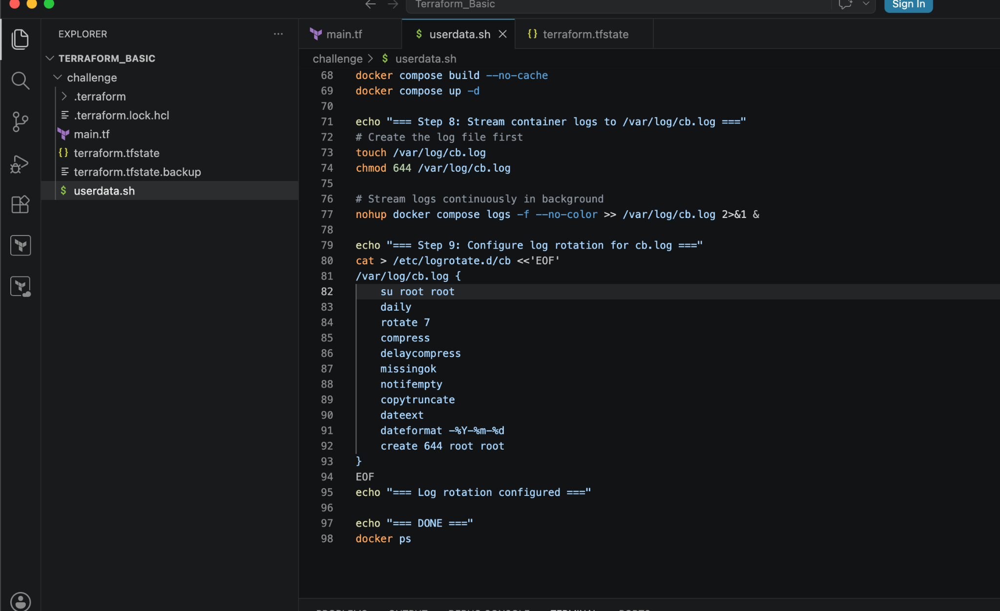 Terraform_Basic
Sign In
EXPLORER
TERRAFORM_BASIC
challenge
.terraform
.terraform.lock.hcl
main.tf
terraform.tfstate
terraform.tfstate.backup
userdata.sh
main.tf
userdata.sh
terraform.tfstate
challenge > $ userdata.sh
68 docker compose build --no-cache
69 docker compose up -d
70
71 echo "=== Step 8: Stream container logs to /var/log/cb.log ==="
72 # Create the log file first
73 touch /var/log/cb.log
74 chmod 644 /var/log/cb.log
75
76 # Stream logs continuously in background
77 nohup docker compose logs -f --no-color >> /var/log/cb.log 2>&1 &
78
79 echo "=== Step 9: Configure log rotation for cb.log ==="
80 cat > /etc/logrotate.d/cb <<'EOF'
81 /var/log/cb.log {
82     su root root
83     daily
84     rotate 7
85     compress
86     delaycompress
87     missingok
88     notifempty
89     copytruncate
90     dateext
91     dateformat -%Y-%m-%d
92     create 644 root root
93 }
94 EOF
95 echo "=== Log rotation configured ==="
96
97 echo "=== DONE ==="
98 docker ps
PROBLEMS OUTPUT DEBUG CONSOLE TERMINAL PORTS